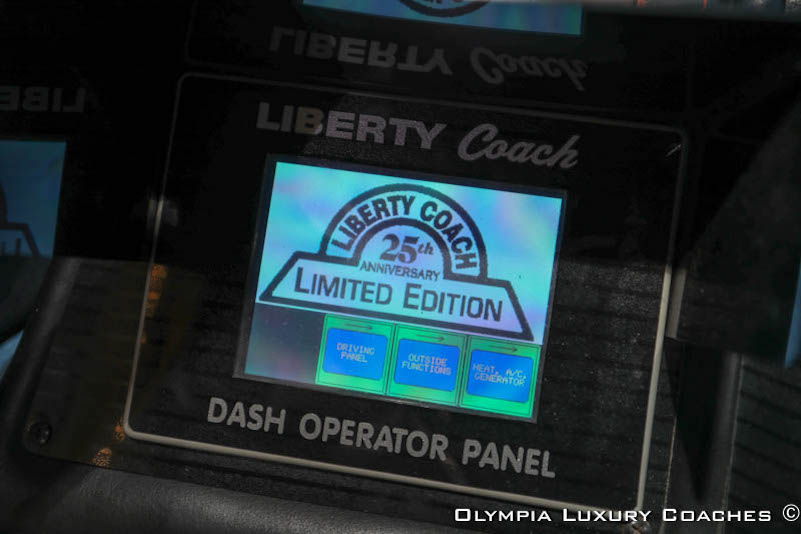 LIBERTY Coach
LIBERTY
LIBERTY Coach
LIBERTY COACH
25th
ANNIVERSARY
LIMITED EDITION
DRIVING
PANEL
OUTSIDE
FUNCTIONS
HEAT, A/C,
GENERATOR
DASH OPERATOR PANEL
OLYMPIA LUXURY COACHES ©